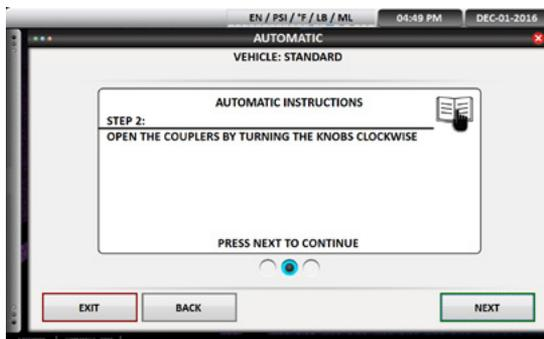 EN / PSI / °F / LB / ML 04:49 PM DEC-01-2016
AUTOMATIC
VEHICLE: STANDARD
AUTOMATIC INSTRUCTIONS
STEP 2:
OPEN THE COUPLERS BY TURNING THE KNOBS CLOCKWISE
PRESS NEXT TO CONTINUE
EXIT BACK NEXT